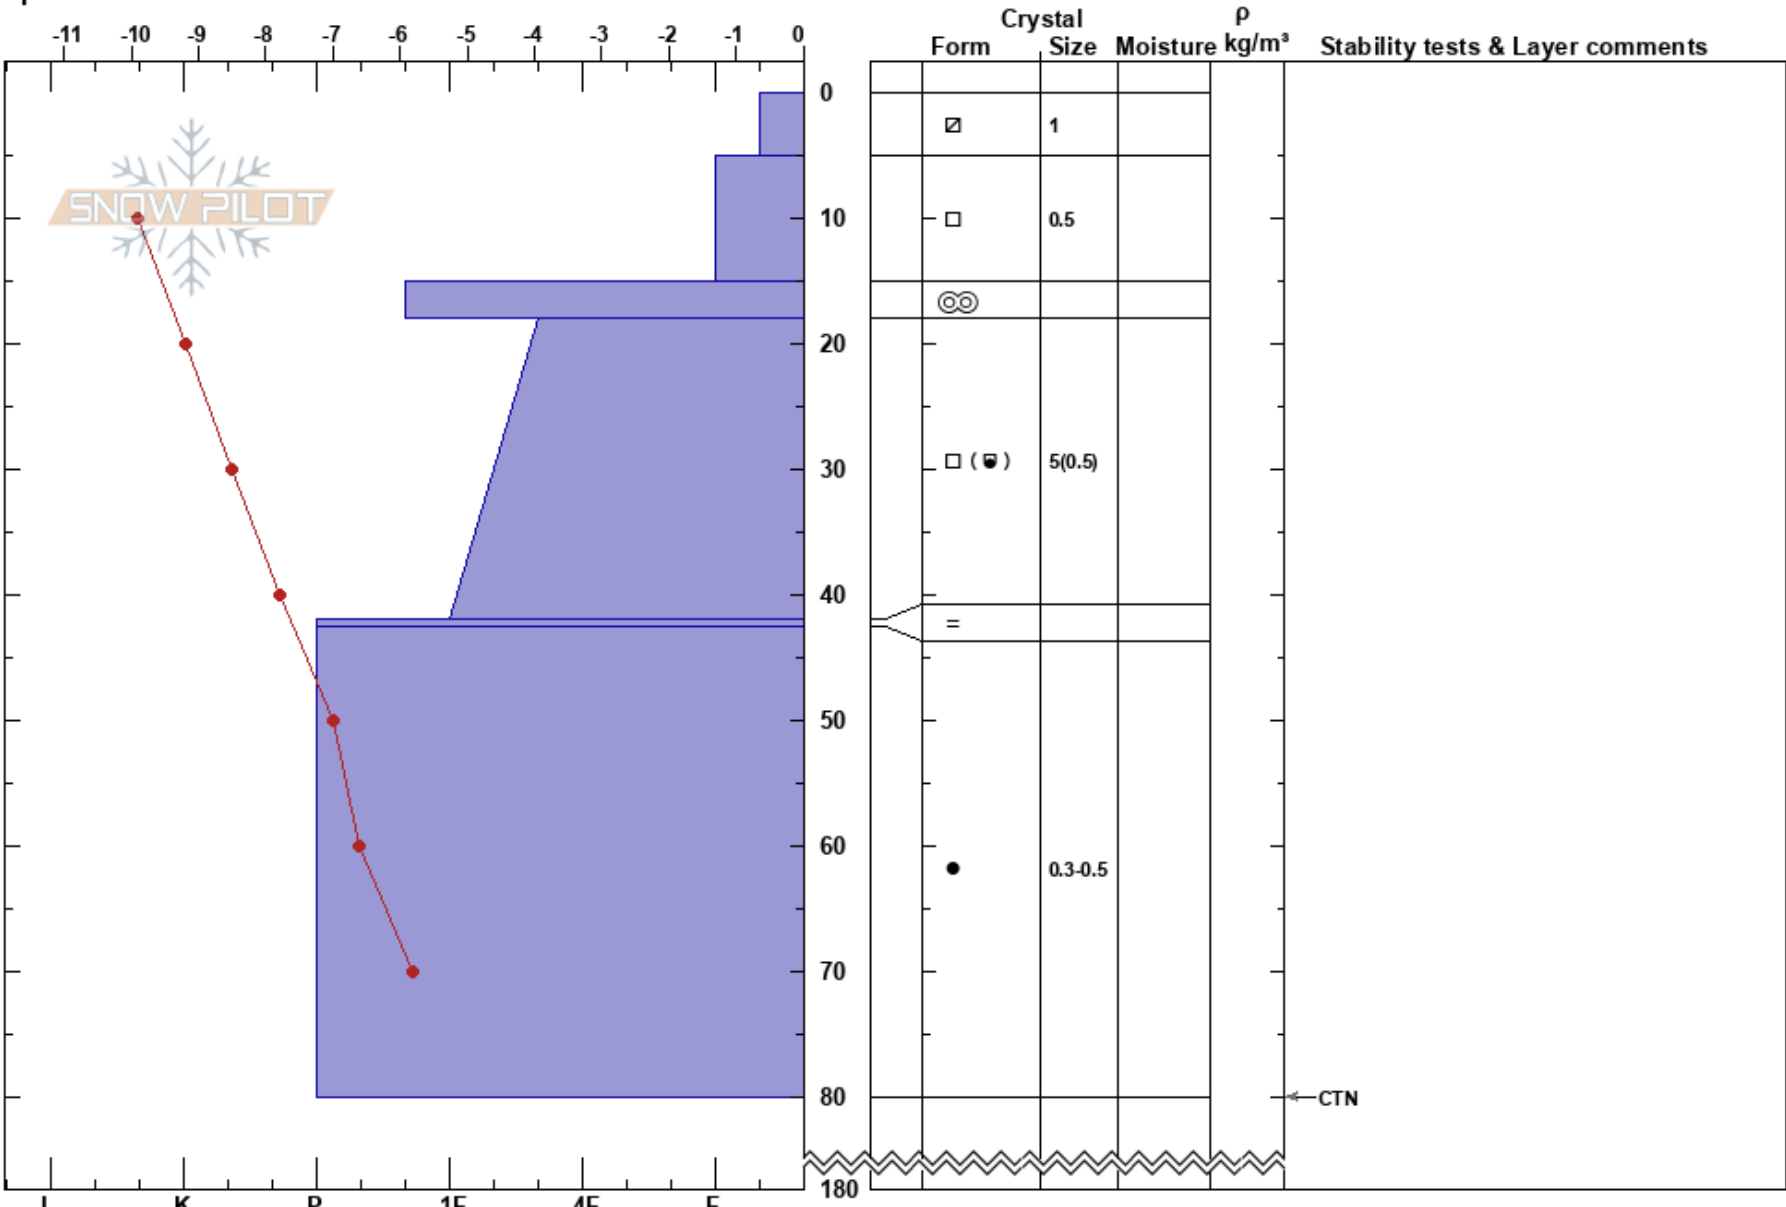 Crystal ρ
-11 -10 -9 -8 -7 -6 -5 -4 -3 -2 -1 0
Form Size Moisture kg/m³ Stability tests & Layer comments
0
1
SNOW PILOT
10
0.5
20
30
5(0.5)
40
=
50
60
0.3-0.5
70
80
CTN
180
I K P 1F 4F F